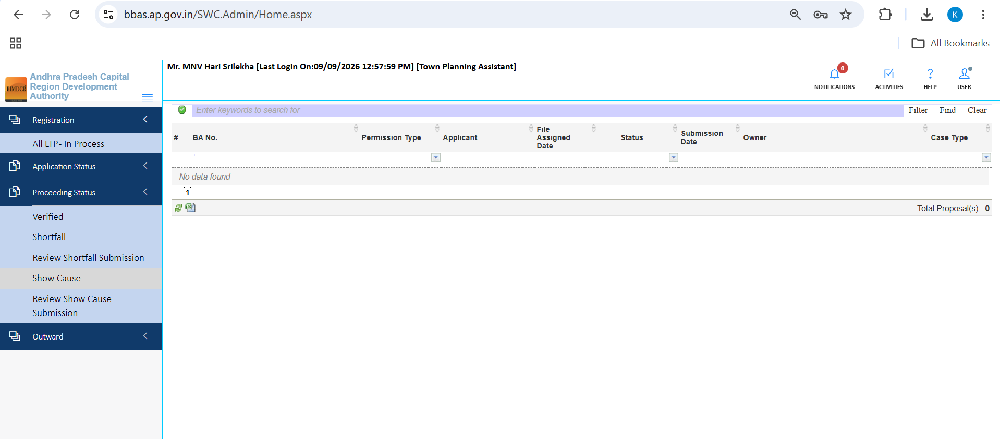 bbas.ap.gov.in/SWC.Admin/Home.aspx
K
All Bookmarks
BIMDCR
Andhra Pradesh Capital
Region Development
Authority
Mr. MNV Hari Srilekha [Last Login On:09/09/2026 12:57:59 PM] [Town Planning Assistant]
0
NOTIFICATIONS
ACTIVITIES
HELP
USER
Registration
All LTP- In Process
Application Status
Proceeding Status
Verified
Shortfall
Review Shortfall Submission
Show Cause
Review Show Cause
Submission
Outward
Enter keywords to search for
Filter
Find
Clear
#
BA No.
Permission Type
Applicant
File
Assigned
Date
Status
Submission
Date
Owner
Case Type
No data found
1
Total Proposal(s) : 0